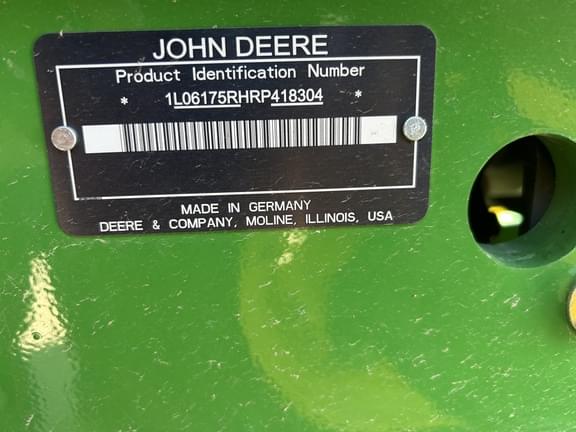 JOHN DEERE
Product Identification Number
* 1L06175RHRP418304 *
MADE IN GERMANY
DEERE & COMPANY, MOLINE, ILLINOIS, USA